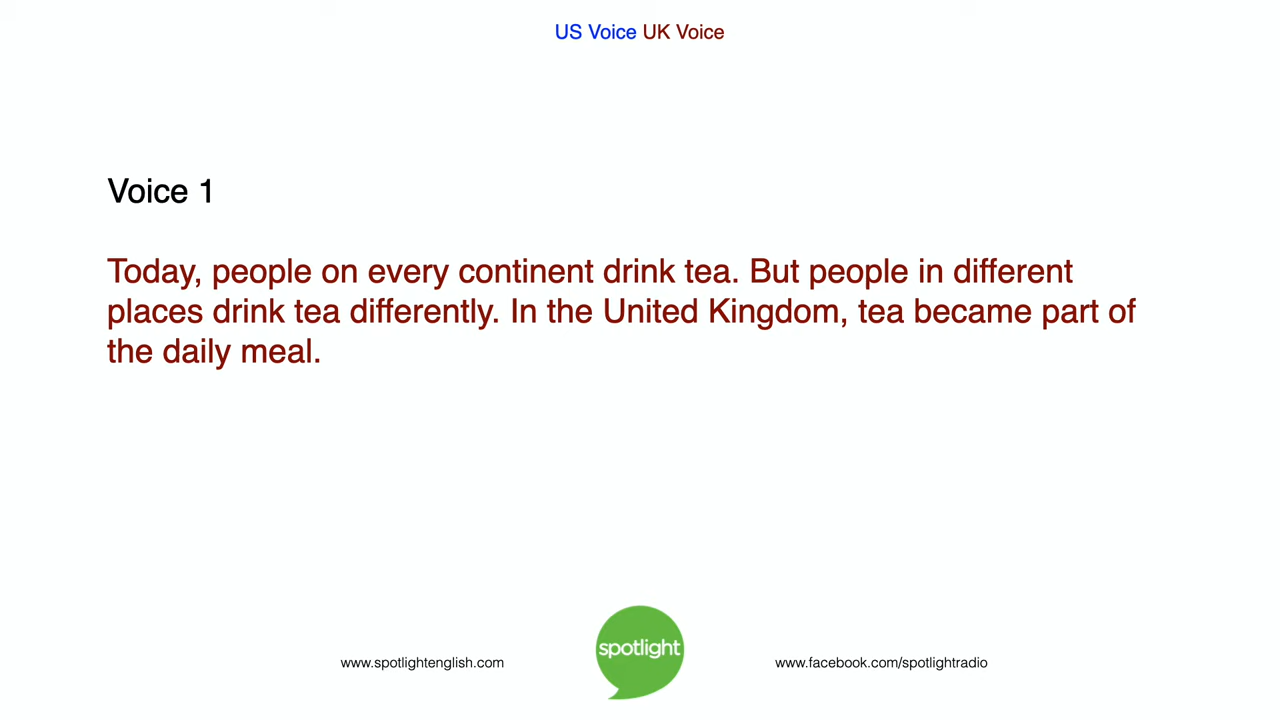 US Voice UK Voice
Voice 1
Today, people on every continent drink tea. But people in different
places drink tea differently. In the United Kingdom, tea became part of
the daily meal.
www.spotlightenglish.com
spotlight
www.facebook.com/spotlightradio